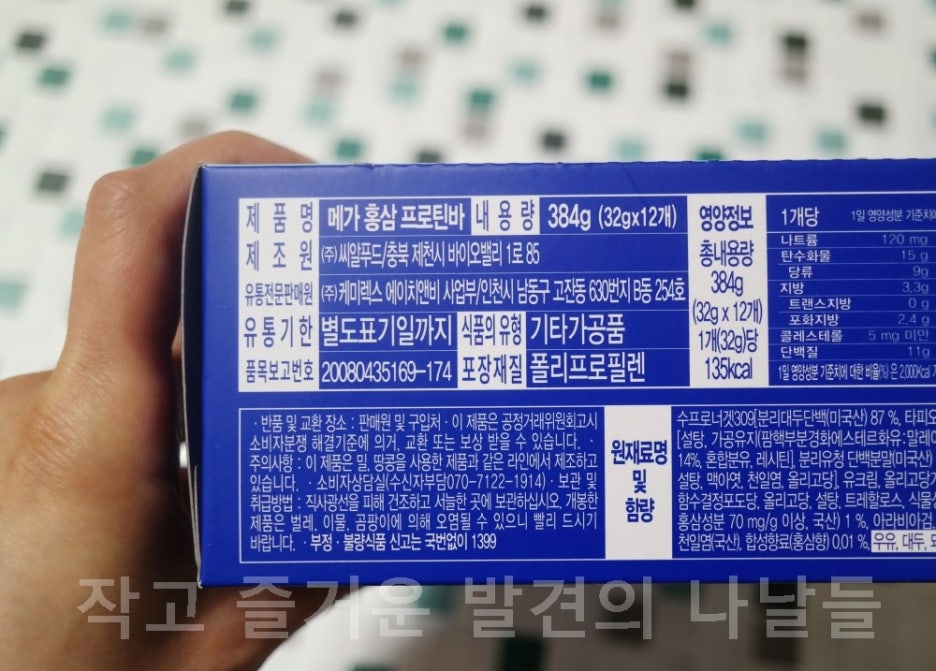 제 품 명 메가 홍삼 프로틴바 내 용 량 384g (32gx12개)
제 조 원 (주)씨알푸드/충북 제천시 바이오밸리 1로 85
유통전문판매원 (주)케미렉스 에이치앤비 사업부/인천시 남동구 고잔동 630번지 B동 254호
유 통 기 한 별도표기일까지 식품의 유형 기타가공품
품목보고번호 20080435169-174 포장재질 폴리프로필렌
영양정보
총내용량
384g
(32g x 12개)
1개(32g)당
135kcal
1개당 1일 영양성분 기준치에
나트륨 120 mg
탄수화물 15 g
당류 9g
지방 3.3g
트랜스지방 0 g
포화지방 2.4 g
콜레스테롤 5 mg 미만
단백질 11g
1일 영양성분 기준치에 대한 비율(%)은 2,000kcal
· 반품 및 교환 장소 : 판매원 및 구입처 · 이 제품은 공정거래위원회고시
소비자분쟁 해결기준에 의거, 교환 또는 보상 받을 수 있습니다. ·
주의사항 : 이 제품은 밀, 땅콩을 사용한 제품과 같은 라인에서 제조하고
있습니다. · 소비자상담실(수신자부담070-7122-1914) · 보관 및
취급방법 : 직사광선을 피해 건조하고 서늘한 곳에 보관하십시오. 개봉한
제품은 벌레, 이물, 곰팡이에 의해 오염될 수 있으니 빨리 드시기
바랍니다. · 부정 · 불량식품 신고는 국번없이 1399
원재료명
및
함량
수프로너겟309[분리대두단백(미국산) 87 %, 타피오
[설탕, 가공유지(팜핵부분경화에스테르화유:말레이
14%, 혼합분유, 레시틴], 분리유청 단백분말(미국산)
설탕, 맥아엿, 천일염, 올리고당], 유크림, 올리고당
함수결정포도당, 올리고당, 설탕, 트레할로스, 식물성
홍삼성분 70 mg/g 이상, 국산) 1 %, 아라비아검,
천일염(국산), 합성향료(홍삼향) 0.01 %, 우유, 대두,
작고 즐거운 발견의 나날들